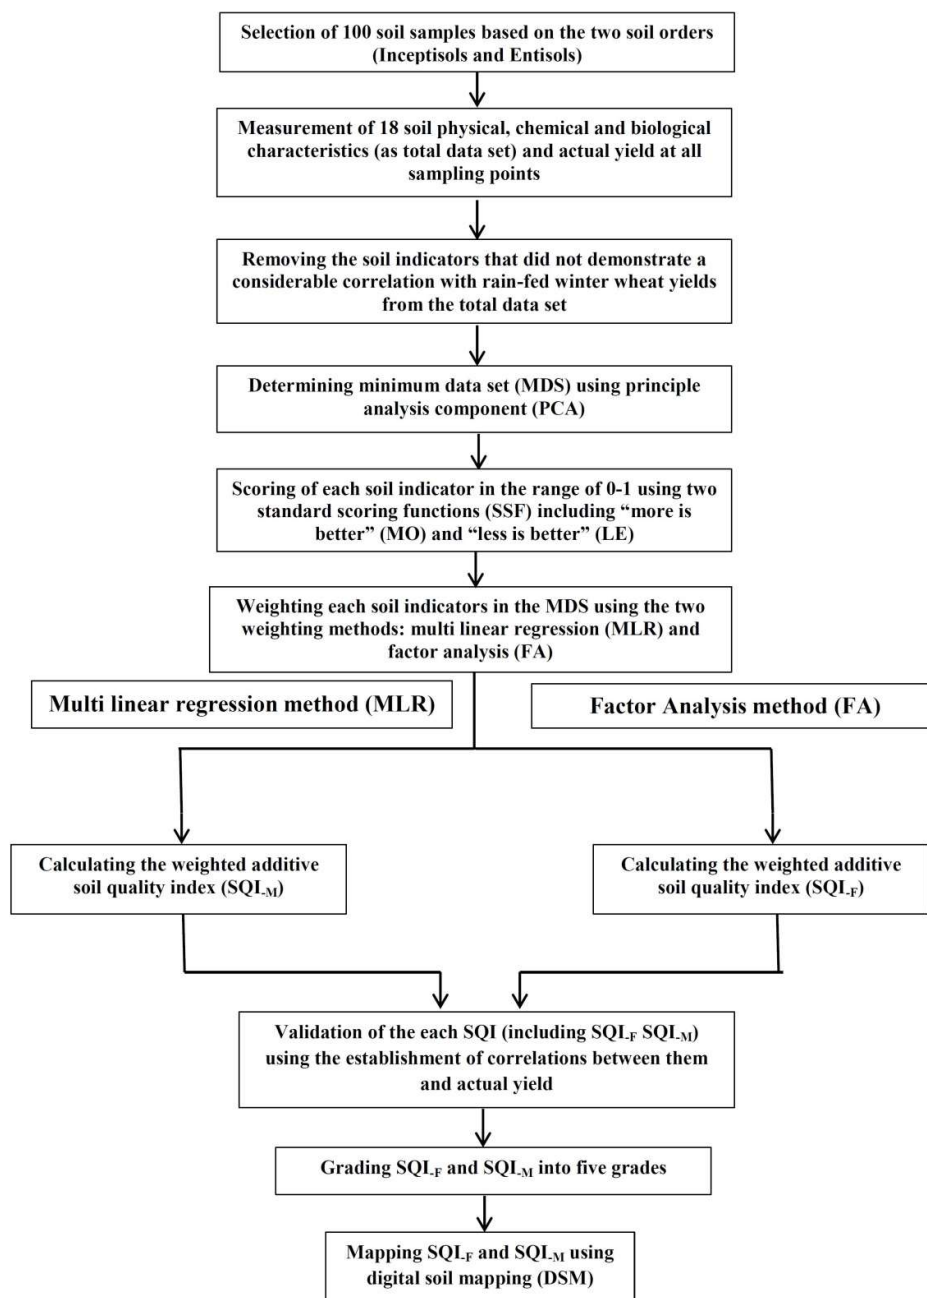 Selection of 100 soil samples based on the two soil orders
(Inceptisols and Entisols)
Measurement of 18 soil physical, chemical and biological
characteristics (as total data set) and actual yield at all
sampling points
Removing the soil indicators that did not demonstrate a
considerable correlation with rain-fed winter wheat yields
from the total data set
Determining minimum data set (MDS) using principle
analysis component (PCA)
Scoring of each soil indicator in the range of 0-1 using two
standard scoring functions (SSF) including “more is
better” (MO) and “less is better” (LE)
Weighting each soil indicators in the MDS using the two
weighting methods: multi linear regression (MLR) and
factor analysis (FA)
Multi linear regression method (MLR)
Factor Analysis method (FA)
Calculating the weighted additive
soil quality index (SQI-M)
Calculating the weighted additive
soil quality index (SQI-F)
Validation of the each SQI (including SQI-F SQI-M)
using the establishment of correlations between them
and actual yield
Grading SQI-F and SQI-M into five grades
Mapping SQI-F and SQI-M using
digital soil mapping (DSM)